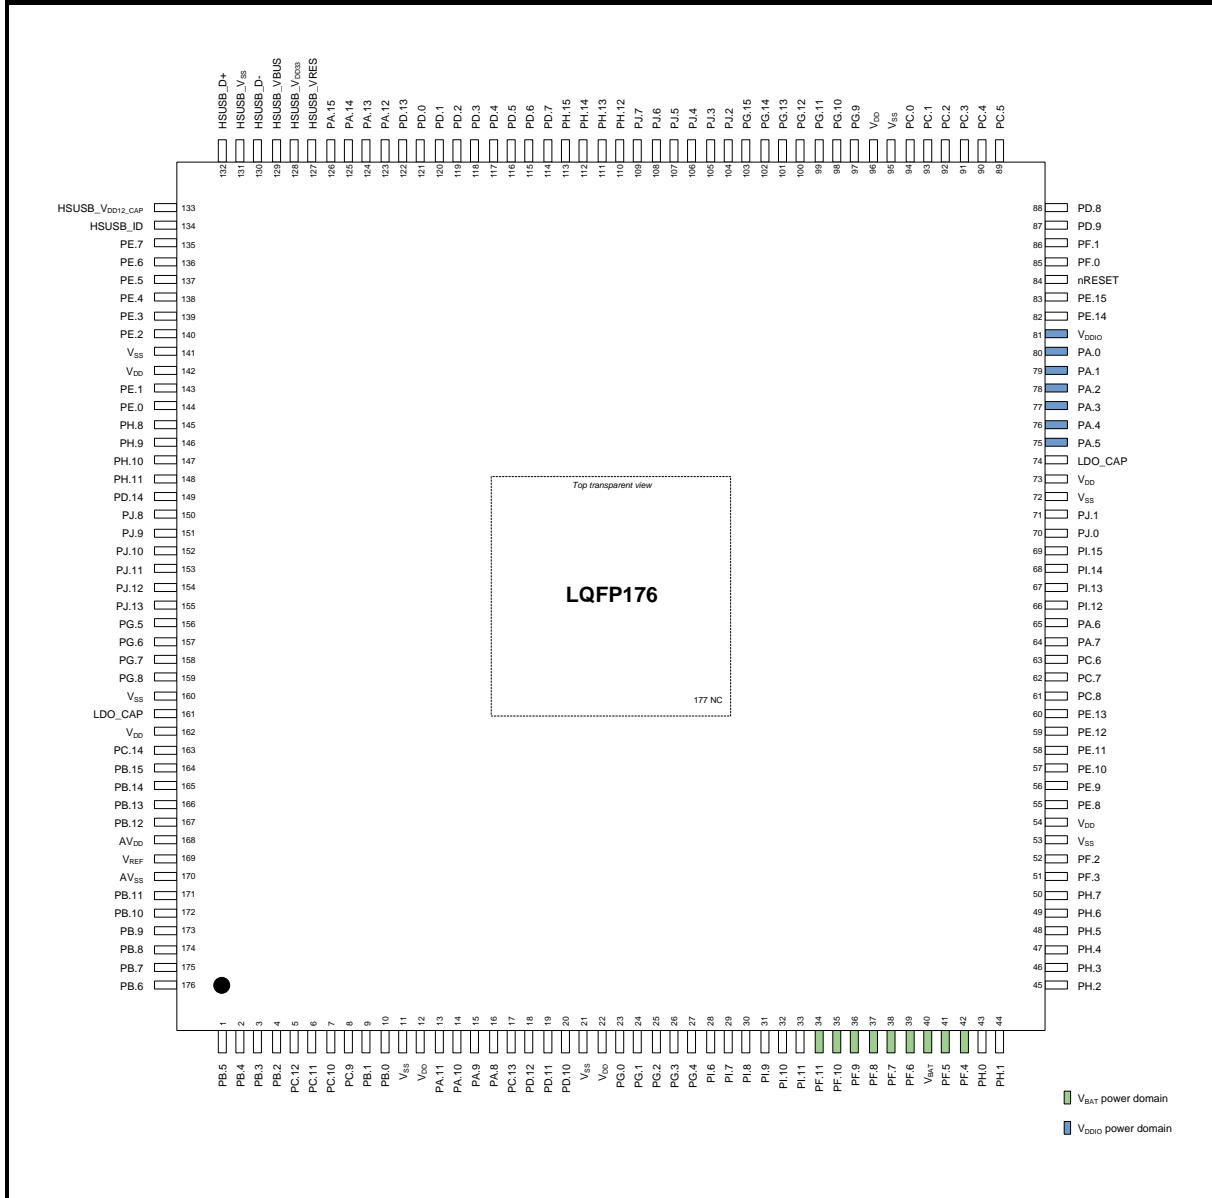 HSUSB_D+
HSUSB_VSS
HSUSB_D-
HSUSB_VBUS
HSUSB_VDD33
HSUSB_VRES
PA.15
PA.14
PA.13
PA.12
PD.13
PD.0
PD.1
PD.2
PD.3
PD.4
PD.5
PD.6
PD.7
PH.15
PH.14
PH.13
PH.12
PJ.7
PJ.6
PJ.5
PJ.4
PJ.3
PJ.2
PG.15
PG.14
PG.13
PG.12
PG.11
PG.10
PG.9
VDD
VSS
PC.0
PC.1
PC.2
PC.3
PC.4
PC.5
132
131
130
129
128
127
126
125
124
123
122
121
120
119
118
117
116
115
114
113
112
111
110
109
108
107
106
105
104
103
102
101
100
99
98
97
96
95
94
93
92
91
90
89
HSUSB_VDD12_CAP 133
HSUSB_ID 134
PE.7 135
PE.6 136
PE.5 137
PE.4 138
PE.3 139
PE.2 140
VSS 141
VDD 142
PE.1 143
PE.0 144
PH.8 145
PH.9 146
PH.10 147
PH.11 148
PD.14 149
PJ.8 150
PJ.9 151
PJ.10 152
PJ.11 153
PJ.12 154
PJ.13 155
PG.5 156
PG.6 157
PG.7 158
PG.8 159
VSS 160
LDO_CAP 161
VDD 162
PC.14 163
PB.15 164
PB.14 165
PB.13 166
PB.12 167
AVDD 168
VREF 169
AVSS 170
PB.11 171
PB.10 172
PB.9 173
PB.8 174
PB.7 175
PB.6 176
Top transparent view
LQFP176
177 NC
88 PD.8
87 PD.9
86 PF.1
85 PF.0
84 nRESET
83 PE.15
82 PE.14
81 VDDIO
80 PA.0
79 PA.1
78 PA.2
77 PA.3
76 PA.4
75 PA.5
74 LDO_CAP
73 VDD
72 VSS
71 PJ.1
70 PJ.0
69 PI.15
68 PI.14
67 PI.13
66 PI.12
65 PA.6
64 PA.7
63 PC.6
62 PC.7
61 PC.8
60 PE.13
59 PE.12
58 PE.11
57 PE.10
56 PE.9
55 PE.8
54 VDD
53 VSS
52 PF.2
51 PF.3
50 PH.7
49 PH.6
48 PH.5
47 PH.4
46 PH.3
45 PH.2
1
2
3
4
5
6
7
8
9
10
11
12
13
14
15
16
17
18
19
20
21
22
23
24
25
26
27
28
29
30
31
32
33
34
35
36
37
38
39
40
41
42
43
44
PB.5
PB.4
PB.3
PB.2
PC.12
PC.11
PC.10
PC.9
PB.1
PB.0
VSS
VDD
PA.11
PA.10
PA.9
PA.8
PC.13
PD.12
PD.11
PD.10
VSS
VDD
PG.0
PG.1
PG.2
PG.3
PG.4
PI.6
PI.7
PI.8
PI.9
PI.10
PI.11
PF.11
PF.10
PF.9
PF.8
PF.7
PF.6
VBAT
PF.5
PF.4
PH.0
PH.1
VBAT power domain
VDDIO power domain